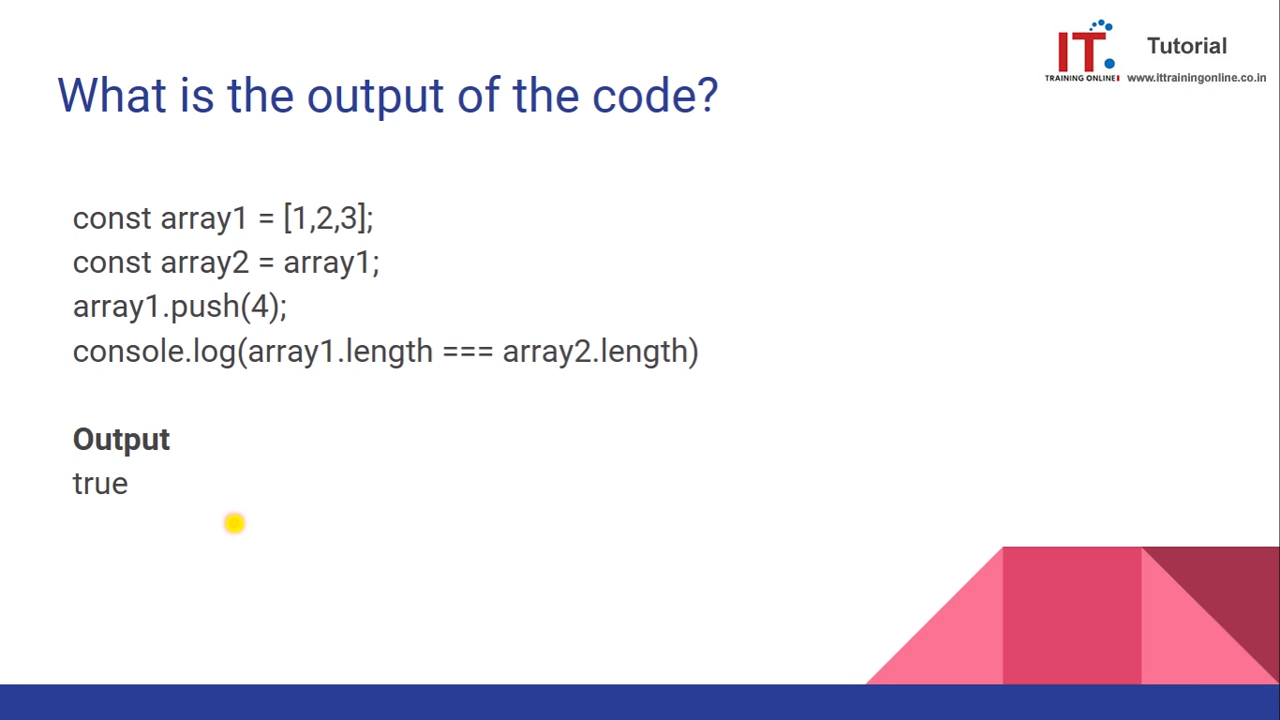 IT.
TRAINING ONLINE
Tutorial
www.ittrainingonline.co.in
What is the output of the code?
const array1 = [1,2,3];
const array2 = array1;
array1.push(4);
console.log(array1.length === array2.length)
Output
true